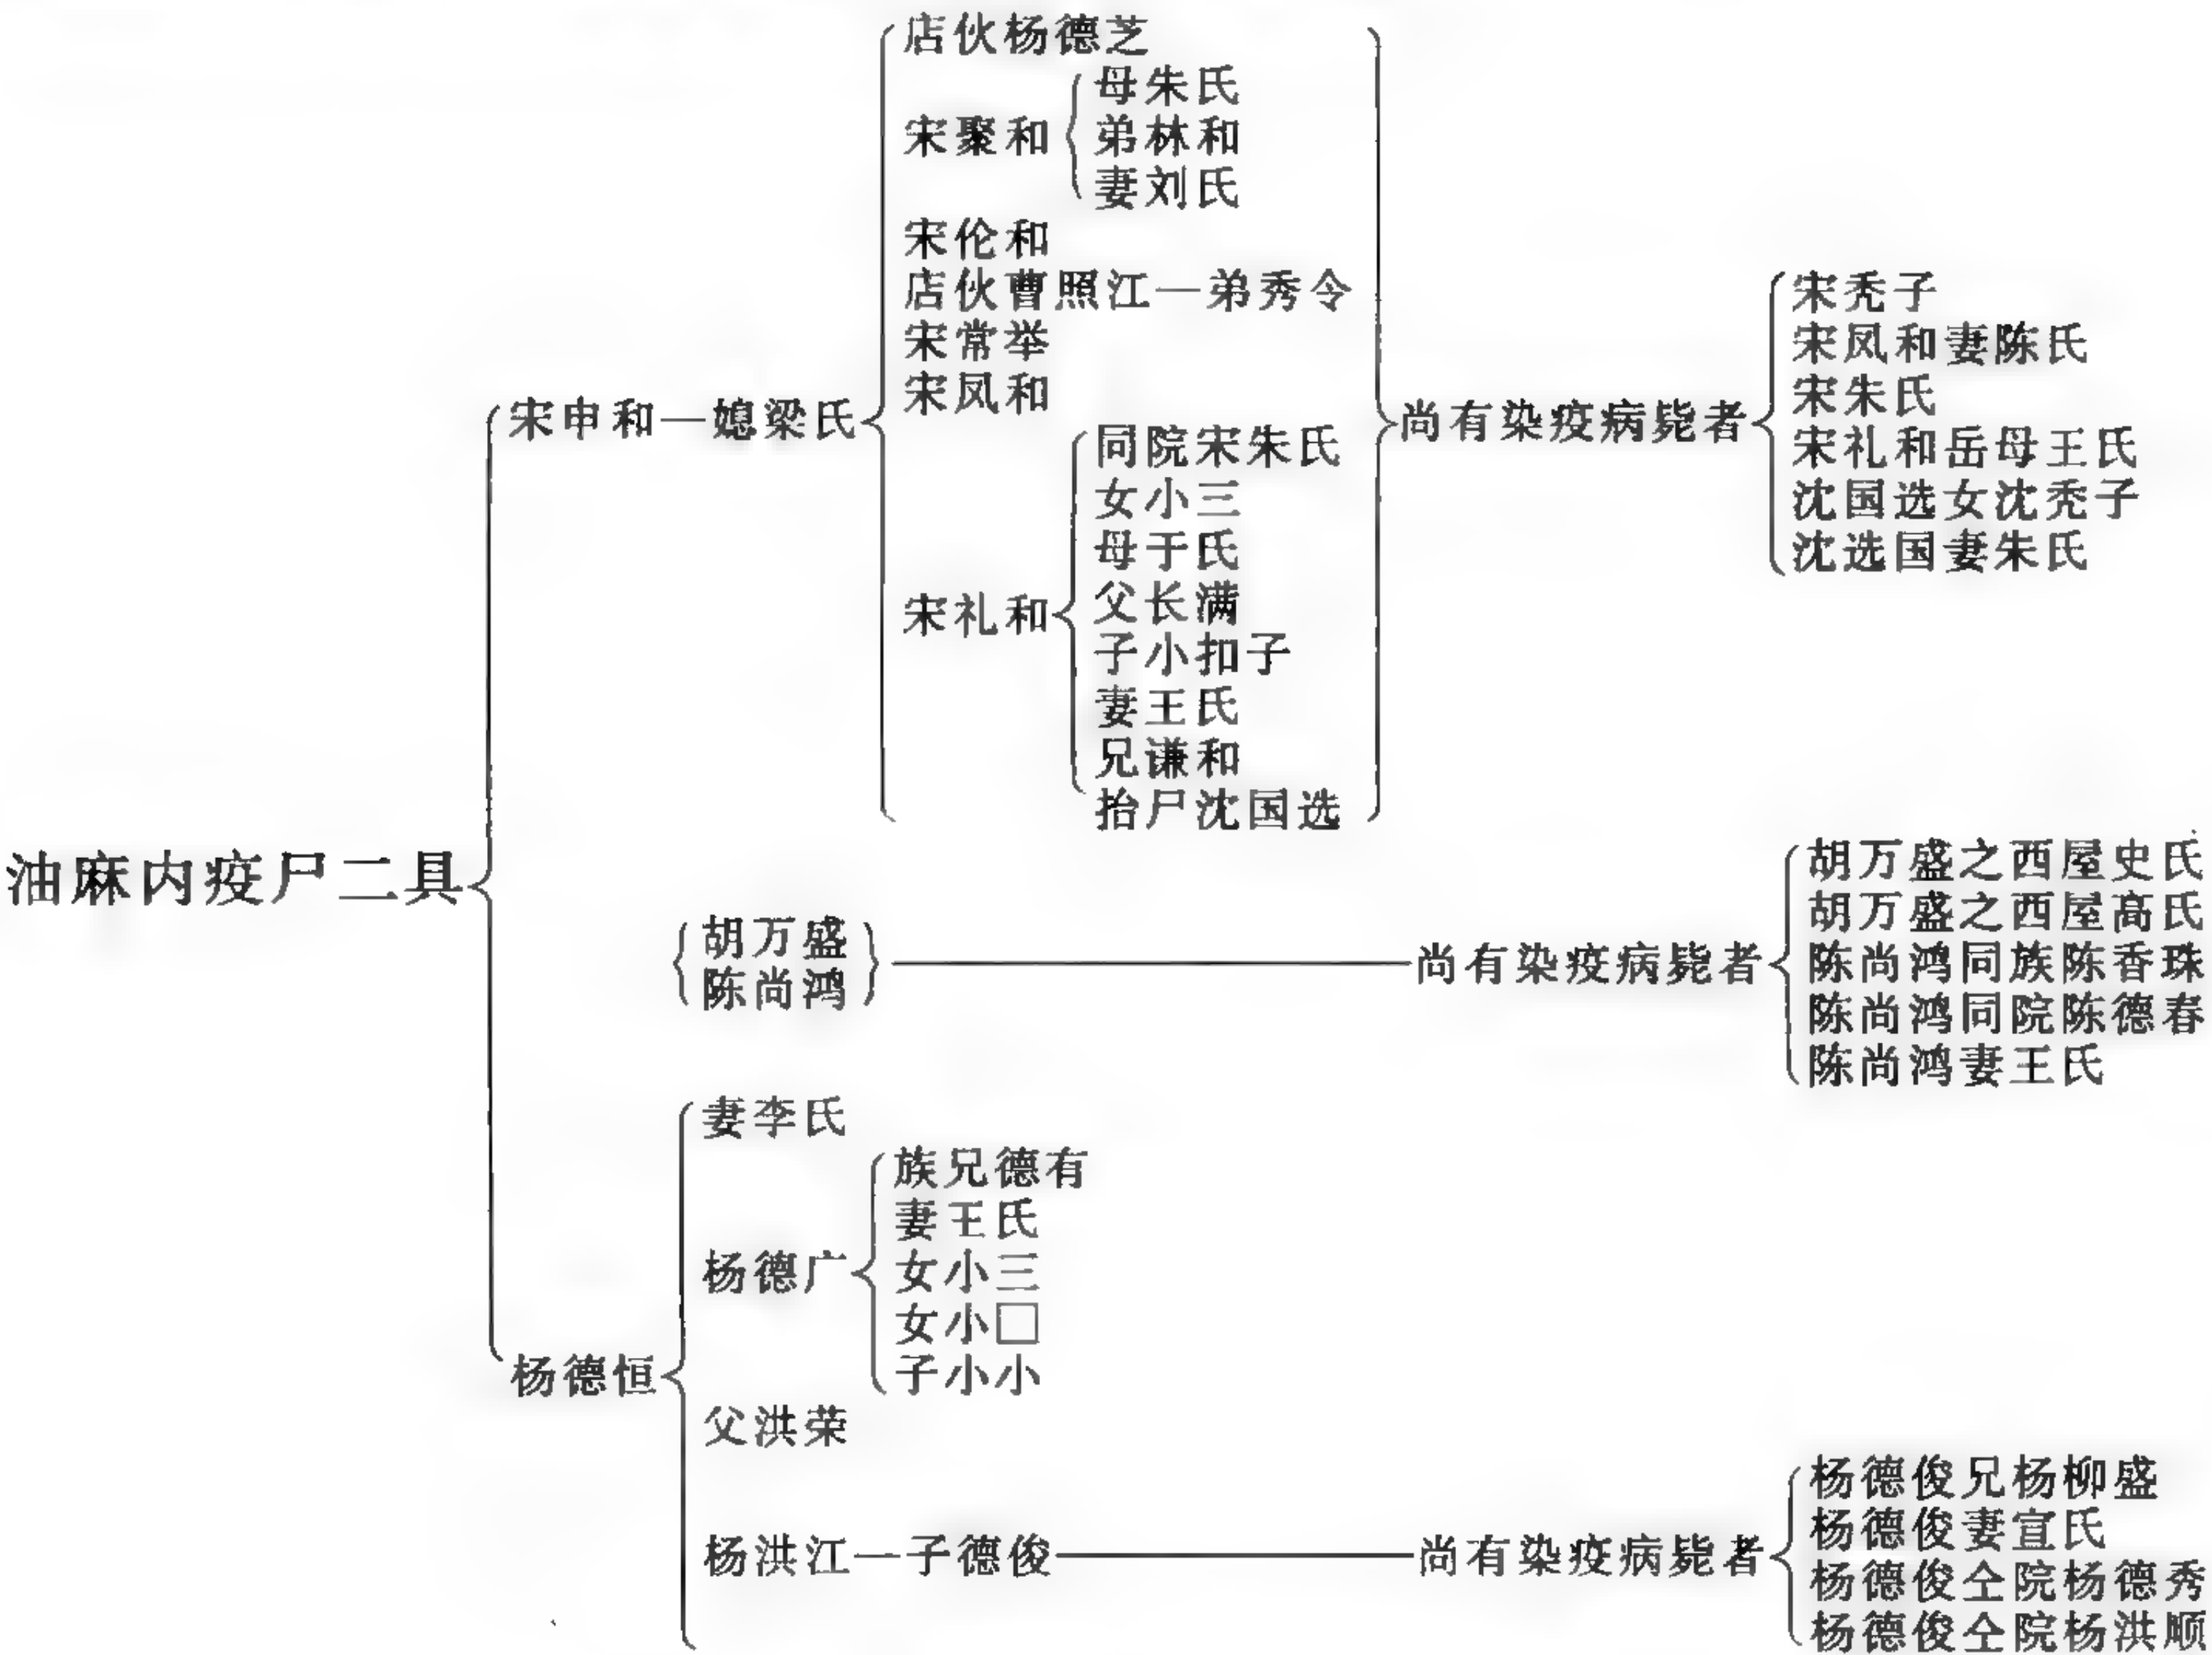 油麻内疫尸二具
宋申和—媳梁氏
店伙杨德芝
宋聚和
母朱氏
弟林和
妻刘氏
宋伦和
店伙曹照江—弟秀令
宋常举
宋凤和
宋礼和
同院宋朱氏
女小三
母于氏
父长满
子小扣子
妻王氏
兄谦和
抬尸沈国选
尚有染疫病毙者
宋秃子
宋凤和妻陈氏
宋朱氏
宋礼和岳母王氏
沈国选女沈秃子
沈选国妻朱氏
胡万盛
陈尚鸿
尚有染疫病毙者
胡万盛之西屋史氏
胡万盛之西屋高氏
陈尚鸿同族陈香珠
陈尚鸿同院陈德春
陈尚鸿妻王氏
杨德恒
妻李氏
杨德广
族兄德有
妻王氏
女小三
女小□
子小小
父洪荣
杨洪江—子德俊
尚有染疫病毙者
杨德俊兄杨柳盛
杨德俊妻宣氏
杨德俊仝院杨德秀
杨德俊仝院杨洪顺